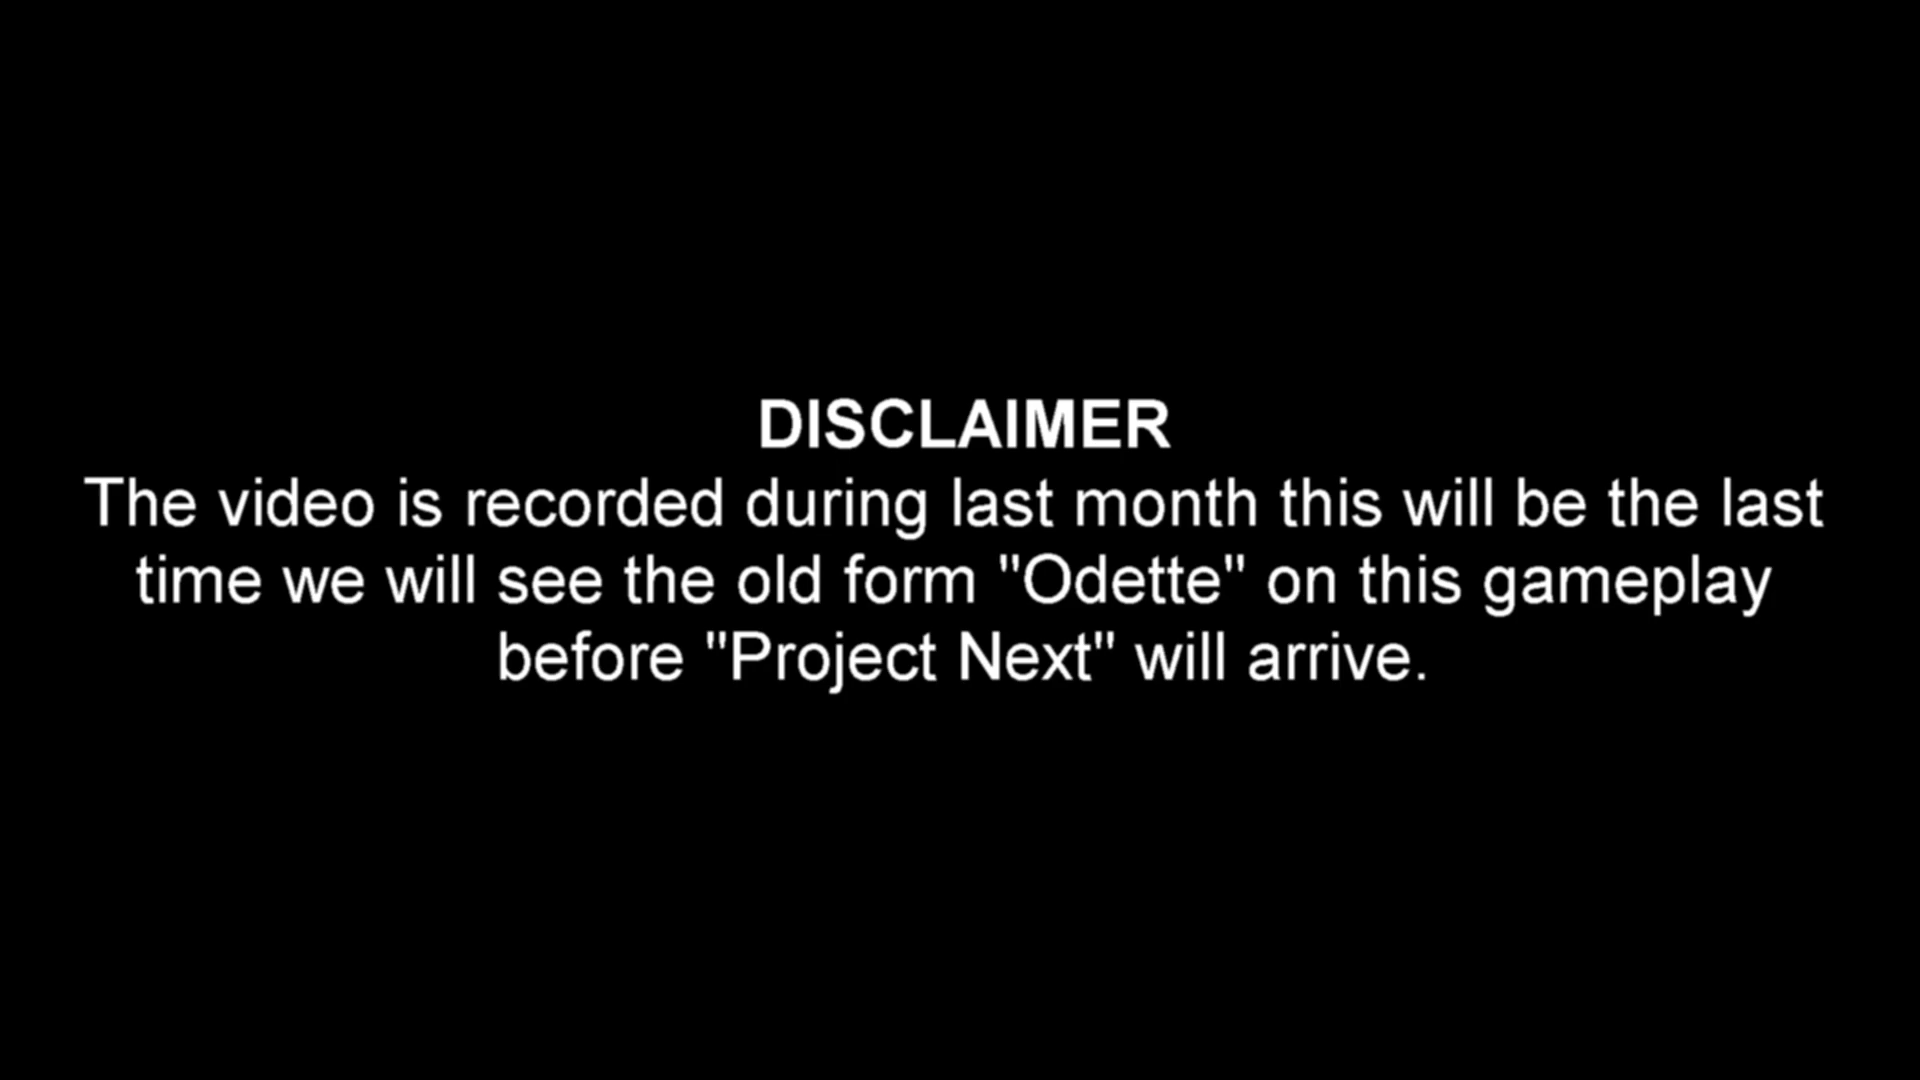 DISCLAIMER
The video is recorded during last month this will be the last
time we will see the old form "Odette" on this gameplay
before "Project Next" will arrive.